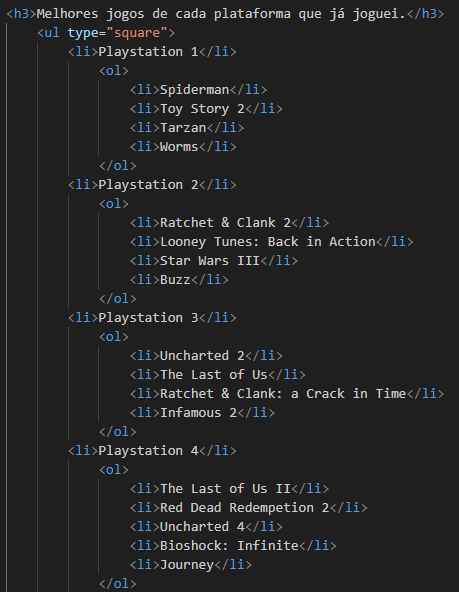 <h3>Melhores jogos de cada plataforma que já joguei.</h3>
<ul type="square">
<li>Playstation 1</li>
<ol>
<li>Spiderman</li>
<li>Toy Story 2</li>
<li>Tarzan</li>
<li>Worms</li>
</ol>
<li>Playstation 2</li>
<ol>
<li>Ratchet & Clank 2</li>
<li>Looney Tunes: Back in Action</li>
<li>Star Wars III</li>
<li>Buzz</li>
</ol>
<li>Playstation 3</li>
<ol>
<li>Uncharted 2</li>
<li>The Last of Us</li>
<li>Ratchet & Clank: a Crack in Time</li>
<li>Infamous 2</li>
</ol>
<li>Playstation 4</li>
<ol>
<li>The Last of Us II</li>
<li>Red Dead Redempetion 2</li>
<li>Uncharted 4</li>
<li>Bioshock: Infinite</li>
<li>Journey</li>
</ol>